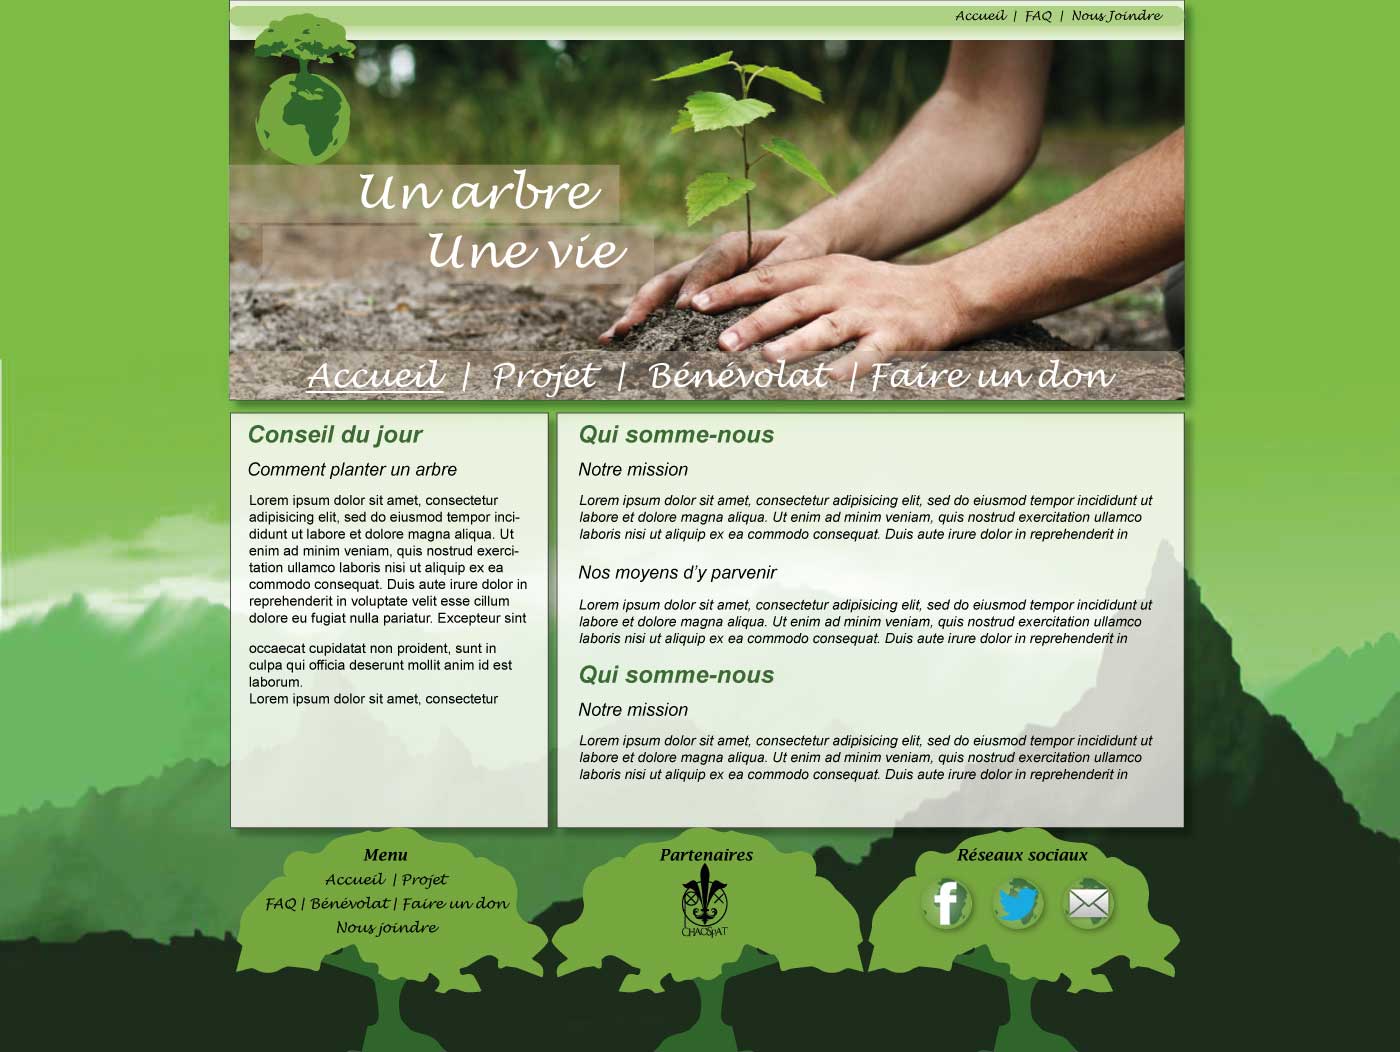 Accueil | FAQ | Nous Joindre
Un arbre
Une vie
Accueil | Projet | Bénévolat | Faire un don
Conseil du jour
Comment planter un arbre
Lorem ipsum dolor sit amet, consectetur
adipisicing elit, sed do eiusmod tempor inci-
didunt ut labore et dolore magna aliqua. Ut
enim ad minim veniam, quis nostrud exerci-
tation ullamco laboris nisi ut aliquip ex ea
commodo consequat. Duis aute irure dolor in
reprehenderit in voluptate velit esse cillum
dolore eu fugiat nulla pariatur. Excepteur sint
occaecat cupidatat non proident, sunt in
culpa qui officia deserunt mollit anim id est
laborum.
Lorem ipsum dolor sit amet, consectetur
Qui somme-nous
Notre mission
Lorem ipsum dolor sit amet, consectetur adipisicing elit, sed do eiusmod tempor incididunt ut
labore et dolore magna aliqua. Ut enim ad minim veniam, quis nostrud exercitation ullamco
laboris nisi ut aliquip ex ea commodo consequat. Duis aute irure dolor in reprehenderit in
Nos moyens d’y parvenir
Lorem ipsum dolor sit amet, consectetur adipisicing elit, sed do eiusmod tempor incididunt ut
labore et dolore magna aliqua. Ut enim ad minim veniam, quis nostrud exercitation ullamco
laboris nisi ut aliquip ex ea commodo consequat. Duis aute irure dolor in reprehenderit in
Qui somme-nous
Notre mission
Lorem ipsum dolor sit amet, consectetur adipisicing elit, sed do eiusmod tempor incididunt ut
labore et dolore magna aliqua. Ut enim ad minim veniam, quis nostrud exercitation ullamco
laboris nisi ut aliquip ex ea commodo consequat. Duis aute irure dolor in reprehenderit in
Menu
Accueil | Projet
FAQ | Bénévolat | Faire un don
Nous joindre
Partenaires
CHAOSPAT
Réseaux sociaux
f